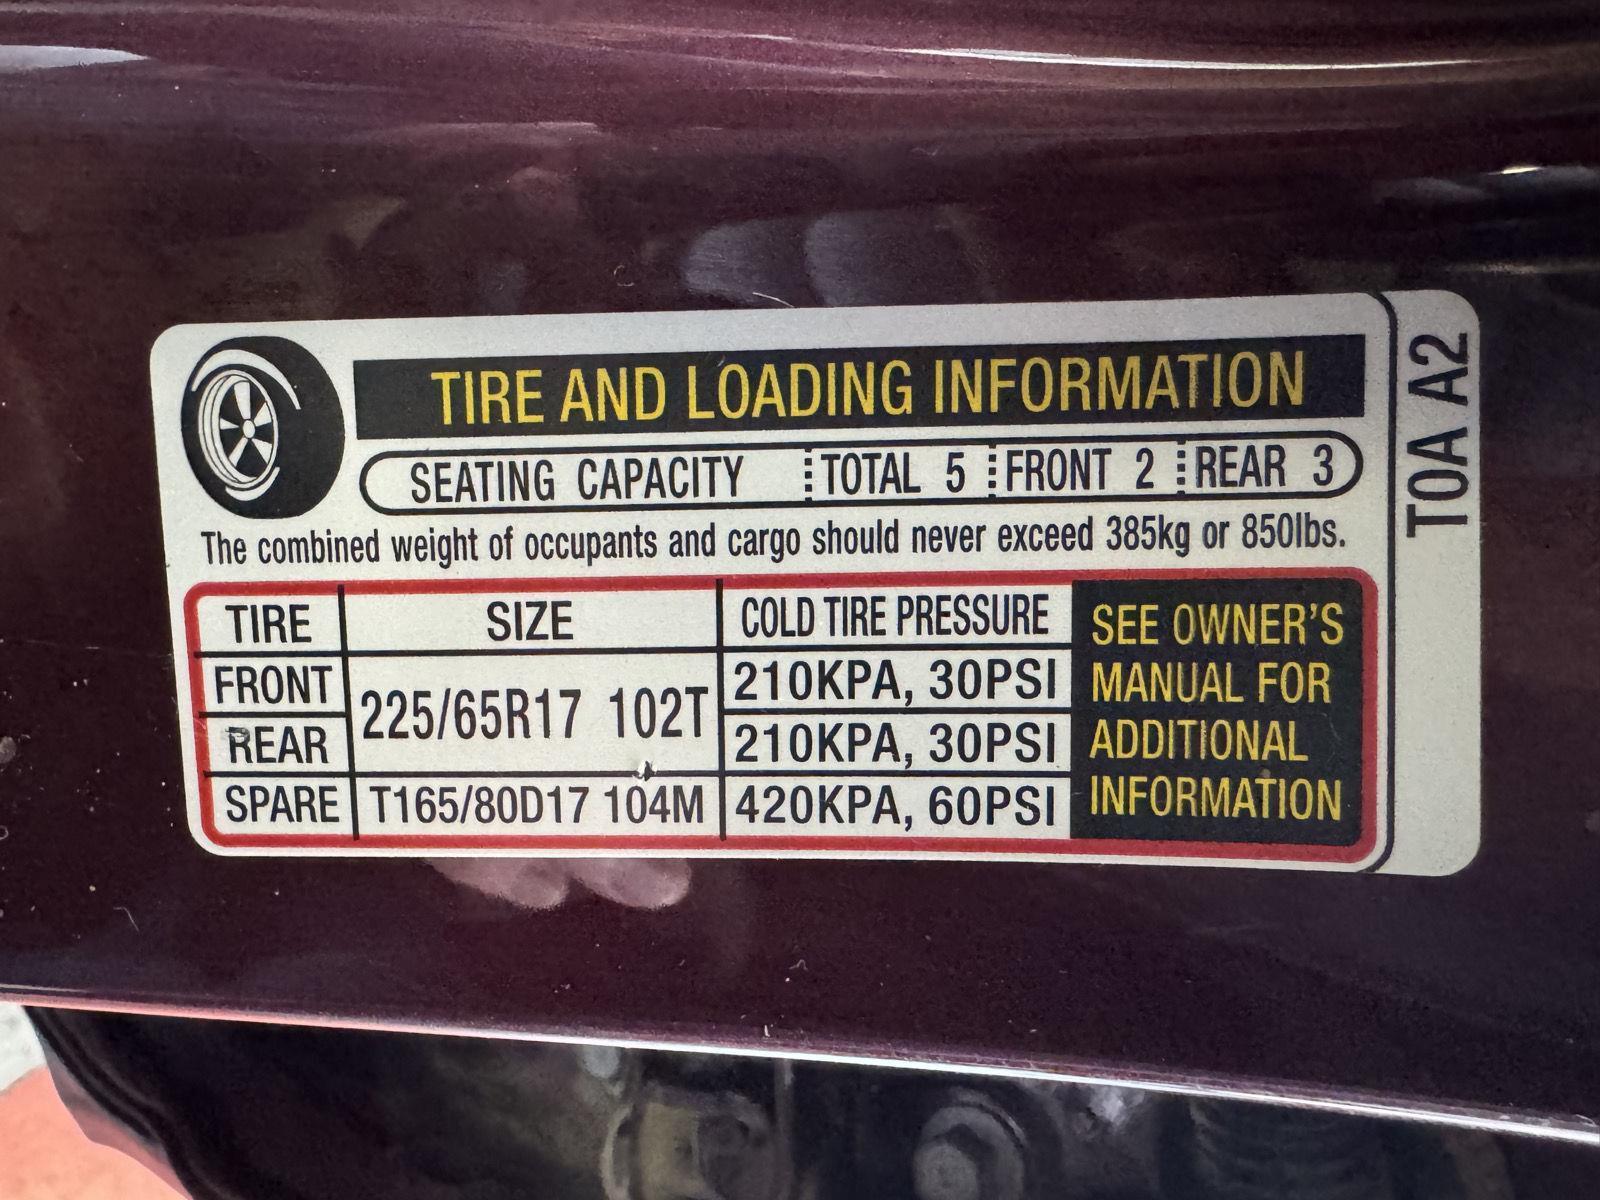 TIRE AND LOADING INFORMATION
SEATING CAPACITY TOTAL 5 FRONT 2 REAR 3
The combined weight of occupants and cargo should never exceed 385kg or 850lbs.
TIRE SIZE COLD TIRE PRESSURE
FRONT 225/65R17 102T 210KPA, 30PSI
REAR 210KPA, 30PSI
SPARE T165/80D17 104M 420KPA, 60PSI
SEE OWNER'S
MANUAL FOR
ADDITIONAL
INFORMATION
T0A A2